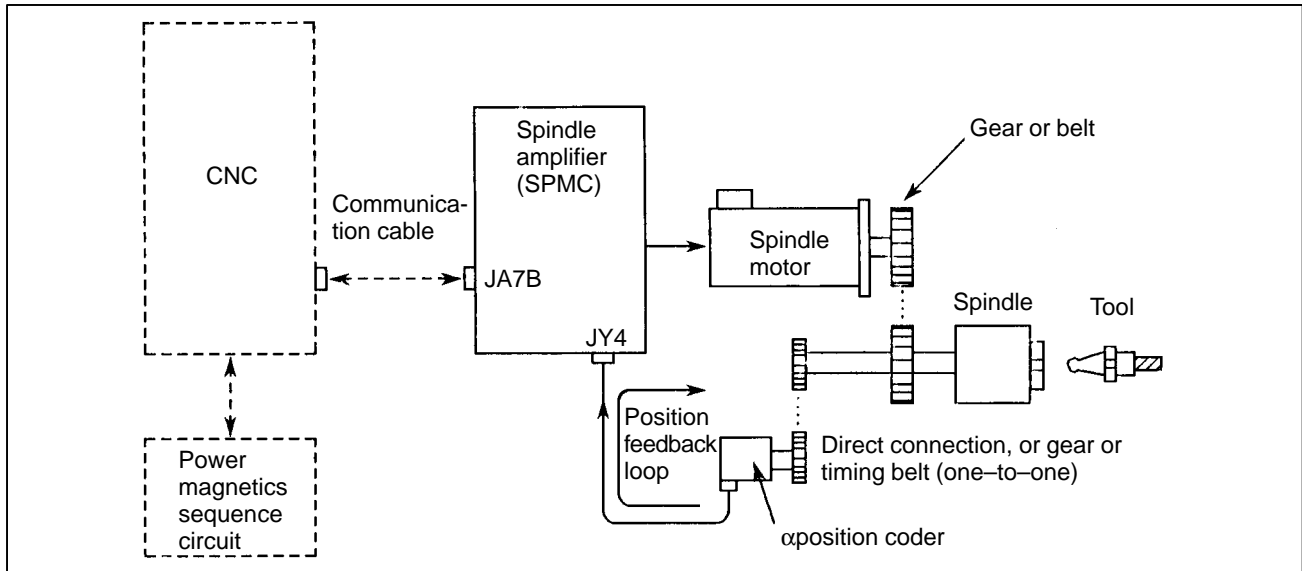 CNC
Communica-
tion cable
Spindle
amplifier
(SPMC)
JA7B
JY4
Spindle
motor
Gear or belt
Spindle
Tool
Position
feedback
loop
Direct connection, or gear or
timing belt (one–to–one)
αposition coder
Power
magnetics
sequence
circuit